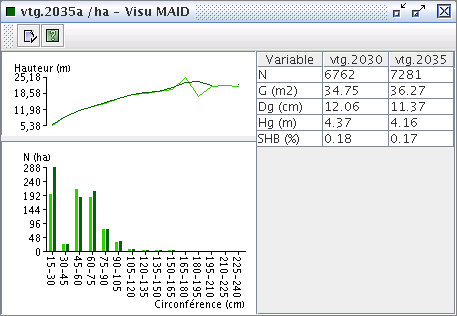 vtg.2035a /ha – Visu MAID
Hauteur (m)
25,18
18,58
11,98
5,38
N (ha)
288
240
192
144
96
48
0
15-30
30-45
45-60
60-75
75-90
90-105
105-120
120-135
135-150
150-165
165-180
180-195
195-210
210-225
225-240
Circonférence (cm)
Variable vtg.2030 vtg.2035
N 6762 7281
G (m2) 34.75 36.27
Dg (cm) 12.06 11.37
Hg (m) 4.37 4.16
SHB (%) 0.18 0.17